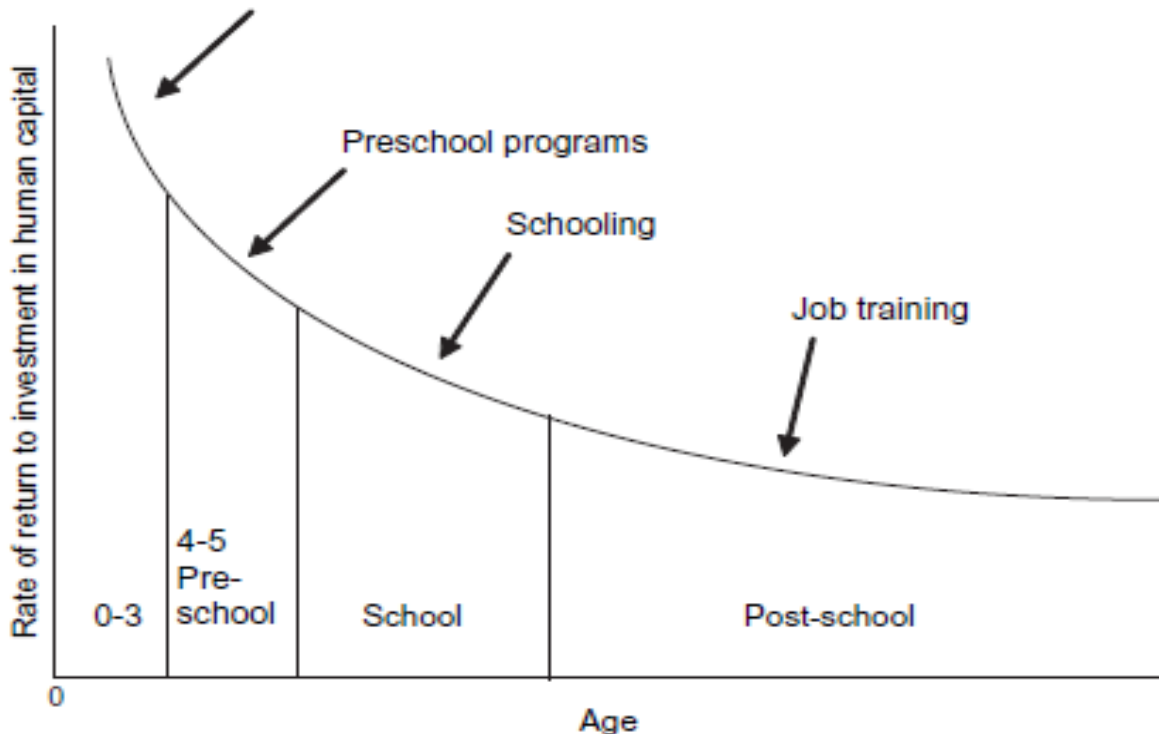 Rate of return to investment in human capital
Preschool programs
Schooling
Job training
0-3
4-5
Pre-
school
School
Post-school
0
Age